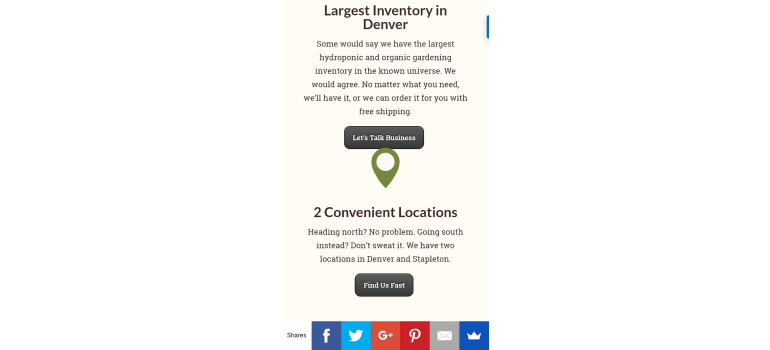 Largest Inventory in
Denver
Some would say we have the largest
hydroponic and organic gardening
inventory in the known universe. We
would agree. No matter what you need,
we'll have it, or we can order it for you with
free shipping.
Let's Talk Business
2 Convenient Locations
Heading north? No problem. Going south
instead? Don't sweat it. We have two
locations in Denver and Stapleton.
Find Us Fast
Shares